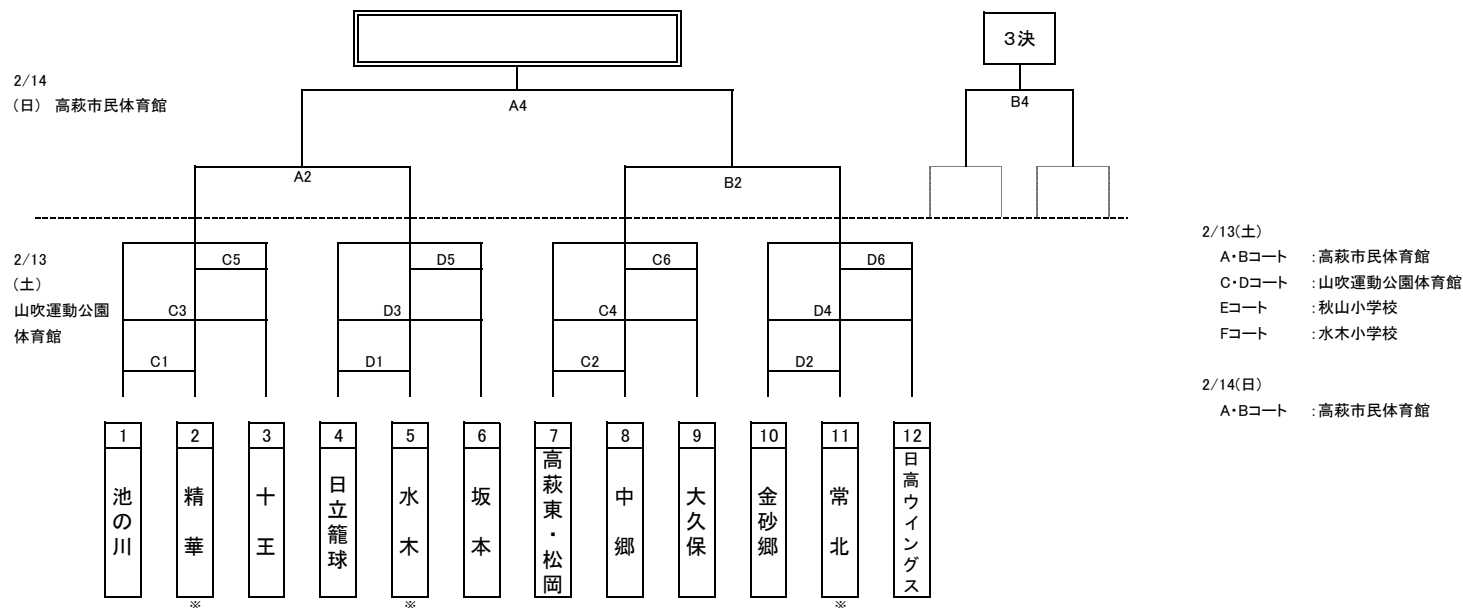 ３決
2/14
(日) 高萩市民体育館
A4
B4
A2
B2
2/13(土)
2/13
C5
D5
C6
D6
A・Bコート ：高萩市民体育館
(土)
C・Dコート ：山吹運動公園体育館
山吹運動公園
C3
D3
C4
D4
Eコート ：秋山小学校
体育館
Fコート ：水木小学校
C1
D1
C2
D2
2/14(日)
A・Bコート ：高萩市民体育館
1
2
3
4
5
6
7
8
9
10
11
12
池の川
精華
十王
日立籠球
水木
坂本
高萩東・松岡
中郷
大久保
金砂郷
常北
日高ウイングス
※
※
※